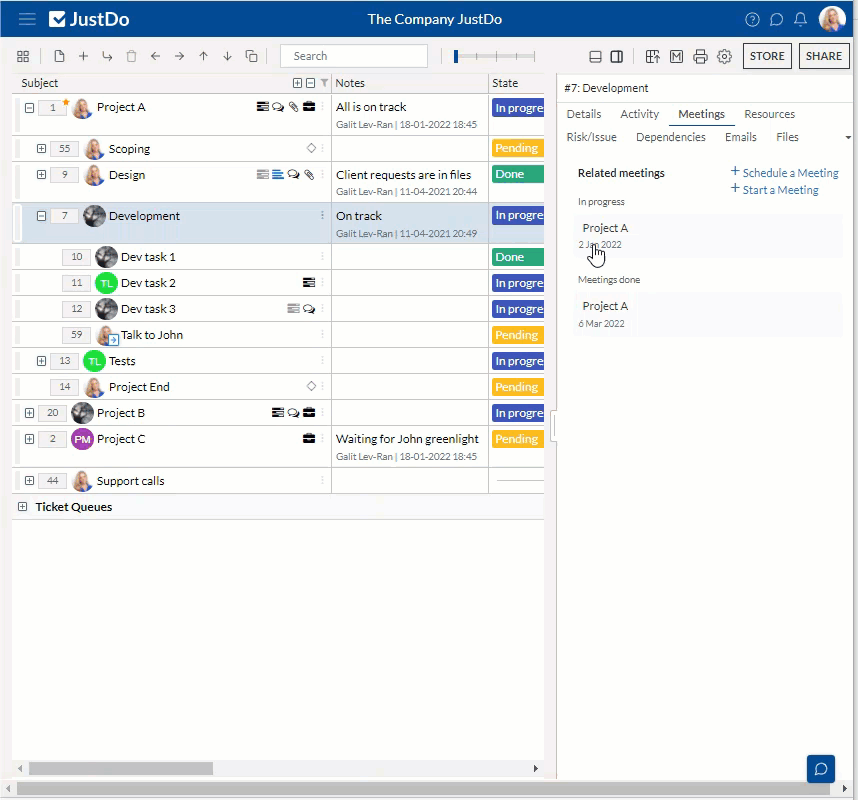 JustDo
The Company JustDo
Search
M
STORE
SHARE
Subject
Notes
State
1
Project A
All is on track
Galit Lev-Ran | 18-01-2022 18:45
In progre
55
Scoping
Pending
9
Design
Client requests are in files
Galit Lev-Ran | 11-04-2021 20:44
Done
7
Development
On track
Galit Lev-Ran | 11-04-2021 20:49
In progre
10
Dev task 1
Done
11
TL
Dev task 2
In progre
12
Dev task 3
In progre
59
Talk to John
Pending
13
TL
Tests
In progre
14
Project End
Pending
20
Project B
In progre
2
PM
Project C
Waiting for John greenlight
Galit Lev-Ran | 18-01-2022 18:45
Pending
44
Support calls
Ticket Queues
#7: Development
Details Activity Meetings Resources
Risk/Issue Dependencies Emails Files
Related meetings
+ Schedule a Meeting
+ Start a Meeting
In progress
Project A
2 Jan 2022
Meetings done
Project A
6 Mar 2022